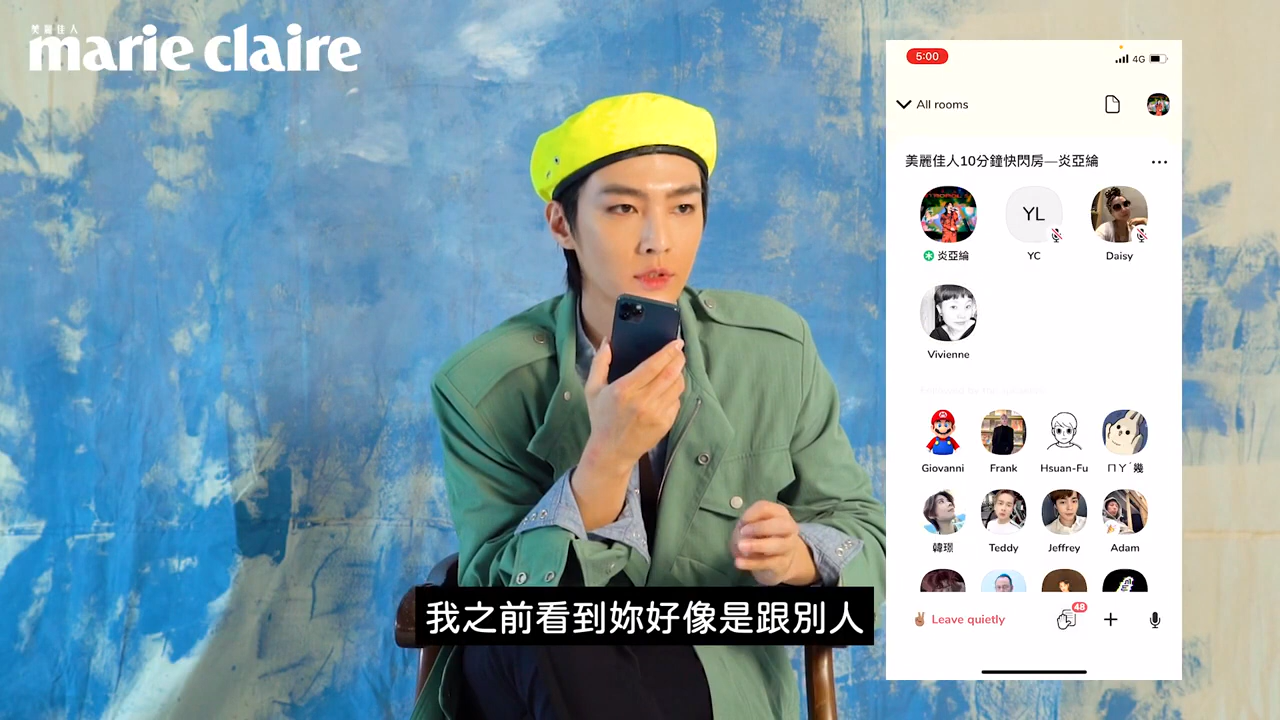 美麗佳人
marie claire
5:00
4G
All rooms
美麗佳人10分鐘快閃房—炎亞綸
YL
炎亞綸
YC
Daisy
Vivienne
Giovanni
Frank
Hsuan-Fu
ㄇㄚˊ幾
韓璟
Teddy
Jeffrey
Adam
Leave quietly
48
我之前看到妳好像是跟別人